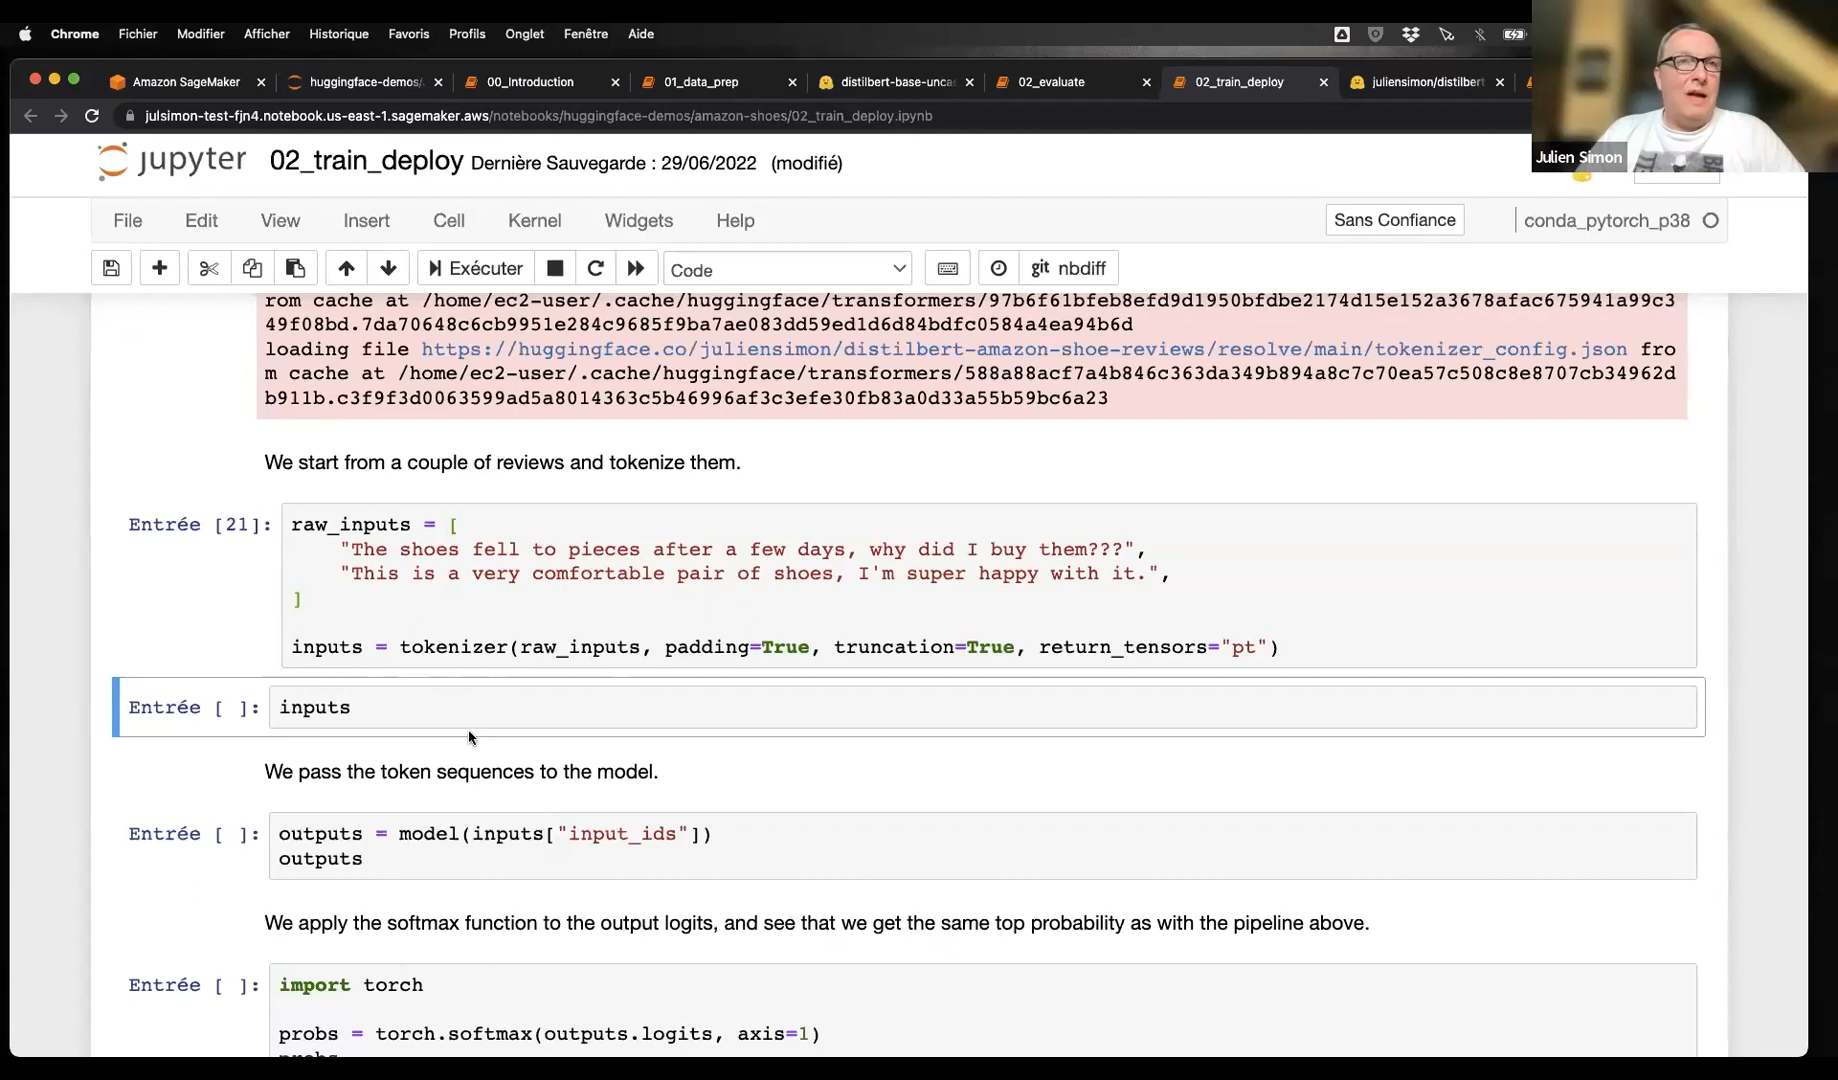 Chrome Fichier Modifier Afficher Historique Favoris Profils Onglet Fenêtre Aide
Amazon SageMaker
huggingface-demos/
00_Introduction
01_data_prep
distilbert-base-unca
02_evaluate
02_train_deploy
juliensimon/distilbert
julsimon-test-fjn4.notebook.us-east-1.sagemaker.aws/notebooks/huggingface-demos/amazon-shoes/02_train_deploy.ipynb
Julien Simon
jupyter 02_train_deploy Dernière Sauvegarde : 29/06/2022 (modifié)
File Edit View Insert Cell Kernel Widgets Help Sans Confiance conda_pytorch_p38
Exécuter Code git nbdiff
rom cache at /home/ec2-user/.cache/huggingface/transformers/97b6f61bfeb8efd9d1950bfdbe2174d15e152a3678afac675941a99c3
49f08bd.7da70648c6cb9951e284c9685f9ba7ae083dd59ed1d6d84bdfc0584a4ea94b6d
loading file https://huggingface.co/juliensimon/distilbert-amazon-shoe-reviews/resolve/main/tokenizer_config.json fro
m cache at /home/ec2-user/.cache/huggingface/transformers/588a88acf7a4b846c363da349b894a8c7c70ea57c508c8e8707cb34962d
b911b.c3f9f3d0063599ad5a8014363c5b46996af3c3efe30fb83a0d33a55b59bc6a23
We start from a couple of reviews and tokenize them.
Entrée [21]: raw_inputs = [
"The shoes fell to pieces after a few days, why did I buy them???",
"This is a very comfortable pair of shoes, I'm super happy with it.",
]
inputs = tokenizer(raw_inputs, padding=True, truncation=True, return_tensors="pt")
Entrée [ ]: inputs
We pass the token sequences to the model.
Entrée [ ]: outputs = model(inputs["input_ids"])
outputs
We apply the softmax function to the output logits, and see that we get the same top probability as with the pipeline above.
Entrée [ ]: import torch
probs = torch.softmax(outputs.logits, axis=1)
probs